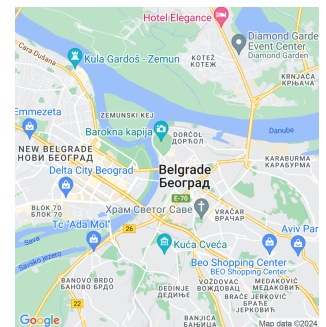 Hotel Elegance
Diamond Garden
Event Center
Diamond Garden
КОТЕЖ
KOTEŽ
Cara Dušana
Kula Gardoš - Zemun
KRNJAČA
КРЊАЧА
Emmezeta
ZEMUNSKI KEJ
Barokna kapija
DORĆOL
ДОРЋОЛ
Danube
NEW BELGRADE
НОВИ БЕОГРАД
KARABURMA
КАРАБУРМА
Delta City Beograd
Belgrade
Београд
E-70
BLOK 70
БЛОК 70
Храм Светог Саве
VRAČAR
ВРАЧАР
Tc "Ada Mol"
26
Sava
Kuća Cveća
Aviv Par
Savsko jezero
Beo Shopping Center
BEO Shopping Center
26
BANOVO BRDO
БАНОВО БРДО
DEDINJE
ДЕДИЊЕ
VOŽDOVAC
ВОЖДОВАЦ
MEDAKOVIĆ
МЕДАКОВИЋ
BRAĆE JERKOVIĆ
БРАЋЕ
ЈЕРКОВИЋ
BANJICA
БАЊИЦА
Google
Map data ©2024